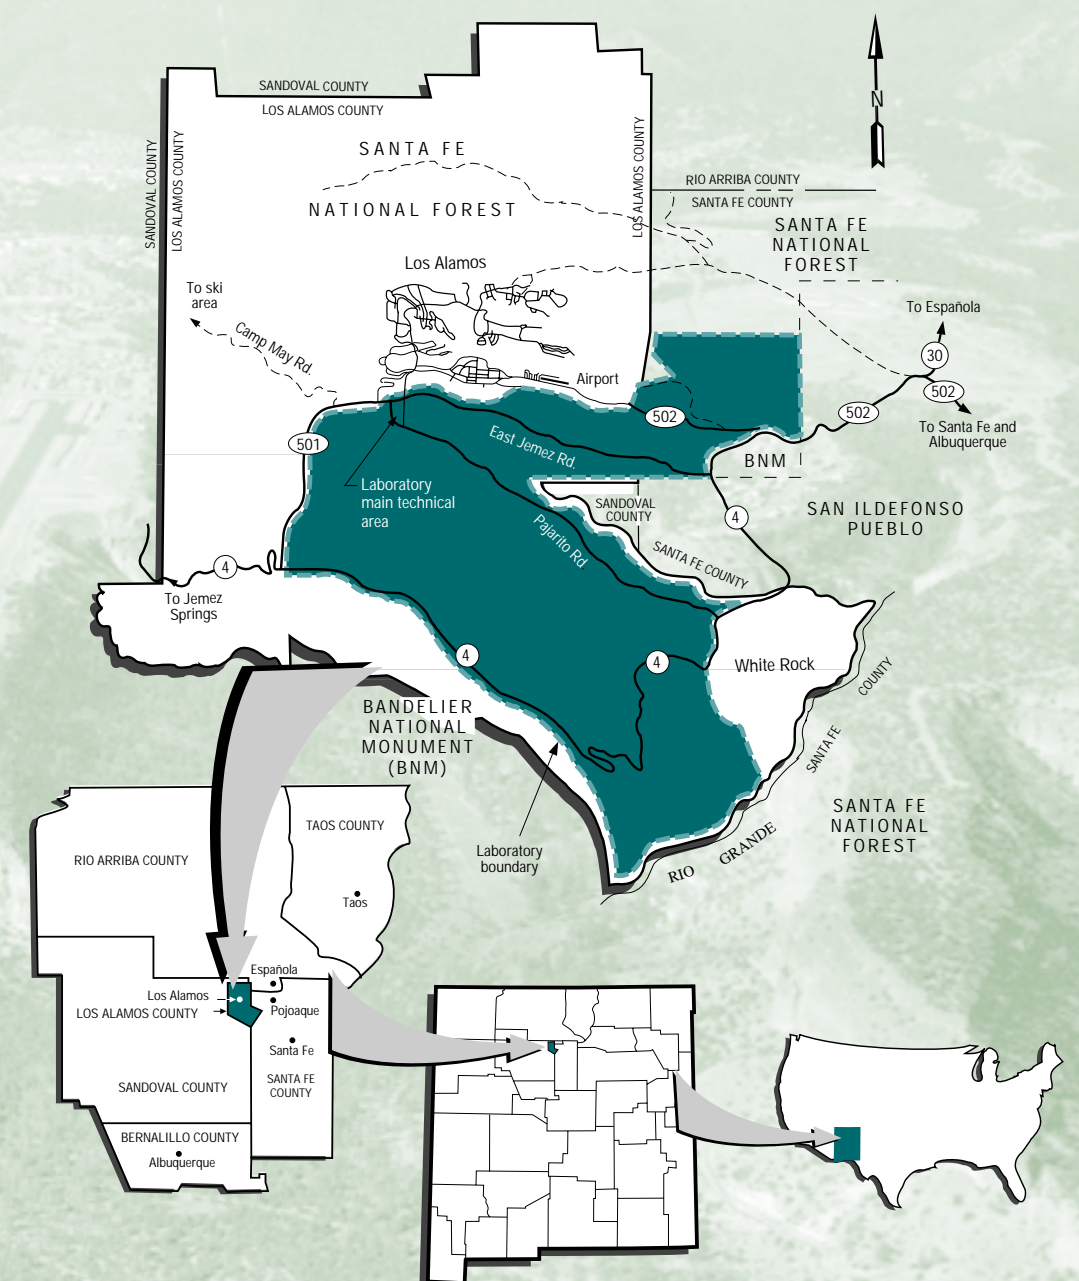 N
SANDOVAL COUNTY
LOS ALAMOS COUNTY
SANDOVAL COUNTY
LOS ALAMOS COUNTY
LOS ALAMOS COUNTY
SANTA FE
NATIONAL FOREST
RIO ARRIBA COUNTY
SANTA FE COUNTY
SANTA FE
NATIONAL
FOREST
Los Alamos
To ski
area
Camp May Rd.
Airport
To Española
30
502
502
502
To Santa Fe and
Albuquerque
501
East Jemez Rd.
BNM
Laboratory
main technical
area
SANDOVAL
COUNTY
Pajarito Rd
SANTA FE COUNTY
4
SAN ILDEFONSO
PUEBLO
4
To Jemez
Springs
4
4
White Rock
COUNTY
SANTA FE
BANDELIER
NATIONAL
MONUMENT
(BNM)
Laboratory
boundary
RIO GRANDE
SANTA FE
NATIONAL
FOREST
TAOS COUNTY
RIO ARRIBA COUNTY
Taos
Española
Los Alamos
LOS ALAMOS COUNTY
Pojoaque
Santa Fe
SANTA FE
COUNTY
SANDOVAL COUNTY
BERNALILLO COUNTY
Albuquerque